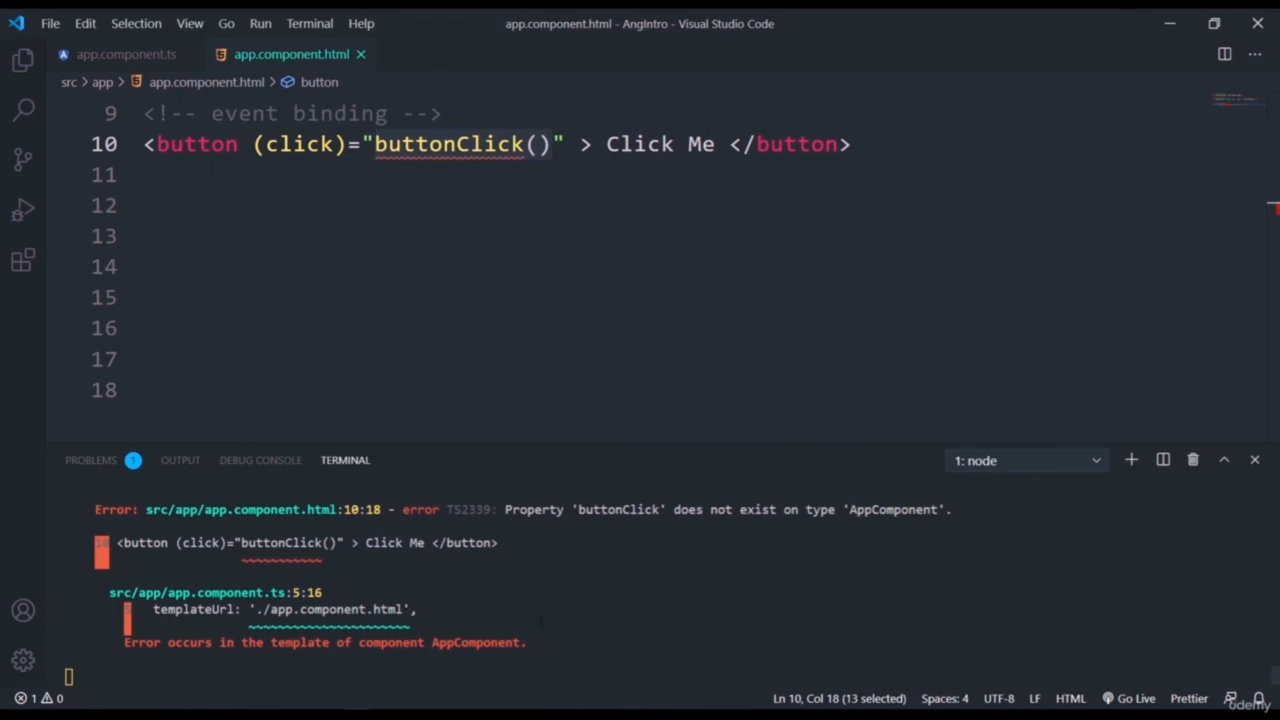 File Edit Selection View Go Run Terminal Help app.component.html - AngIntro - Visual Studio Code
app.component.ts app.component.html
src > app > app.component.html > button
9 <!-- event binding -->
10 <button (click)="buttonClick()" > Click Me </button>
11
12
13
14
15
16
17
18
PROBLEMS 1 OUTPUT DEBUG CONSOLE TERMINAL 1: node
Error: src/app/app.component.html:10:18 - error TS2339: Property 'buttonClick' does not exist on type 'AppComponent'.
10 <button (click)="buttonClick()" > Click Me </button>
src/app/app.component.ts:5:16
templateUrl: './app.component.html',
Error occurs in the template of component AppComponent.
1 0 Ln 10, Col 18 (13 selected) Spaces: 4 UTF-8 LF HTML Go Live Prettier
udemy